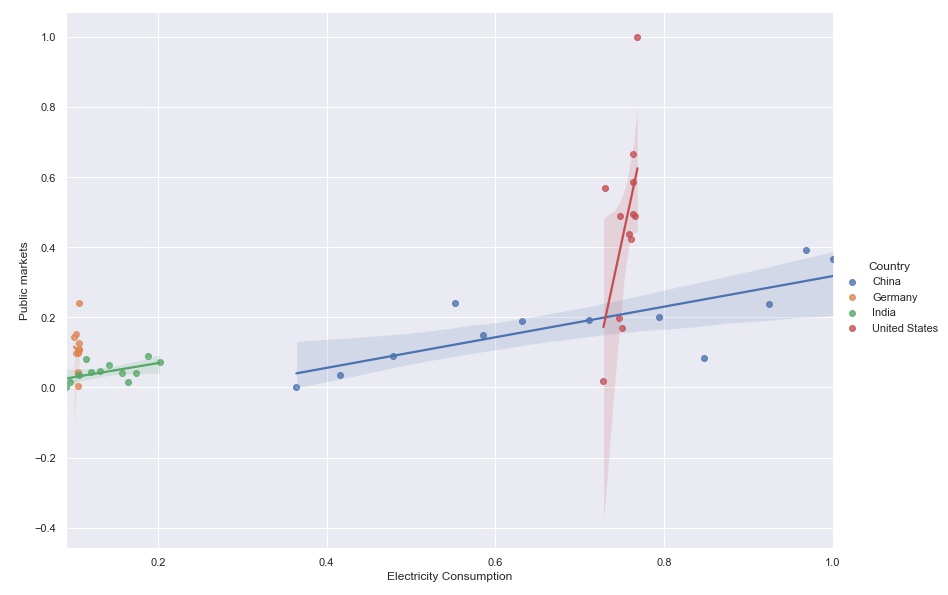 1.0
0.8
0.6
0.4
0.2
0.0
−0.2
−0.4
Public markets
0.2
0.4
0.6
0.8
1.0
Electricity Consumption
Country
China
Germany
India
United States